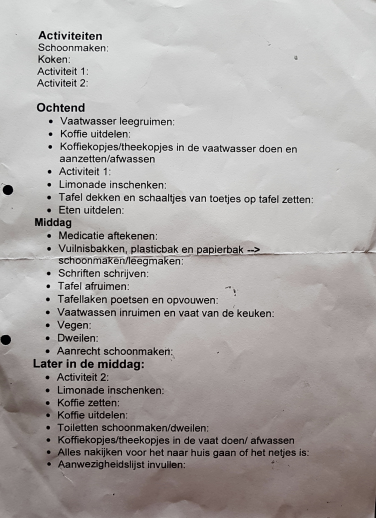 Activiteiten
Schoonmaken:
Koken:
Activiteit 1:
Activiteit 2:
Ochtend
• Vaatwasser leegruimen:
• Koffie uitdelen:
• Koffiekopjes/theekopjes in de vaatwasser doen en
aanzetten/afwassen
• Activiteit 1:
• Limonade inschenken:
• Tafel dekken en schaaltjes van toetjes op tafel zetten:
• Eten uitdelen:
Middag
• Medicatie aftekenen:
• Vuilnisbakken, plasticbak en papierbak -->
schoonmaken/leegmaken:
• Schriften schrijven:
• Tafel afruimen:
• Tafellaken poetsen en opvouwen:
• Vaatwassen inruimen en vaat van de keuken:
• Vegen:
• Dweilen:
• Aanrecht schoonmaken:
Later in de middag:
• Activiteit 2:
• Limonade inschenken:
• Koffie zetten:
• Koffie uitdelen:
• Toiletten schoonmaken/dweilen:
• Koffiekopjes/theekopjes in de vaat doen/ afwassen
• Alles nakijken voor het naar huis gaan of het netjes is:
• Aanwezigheidslijst invullen: